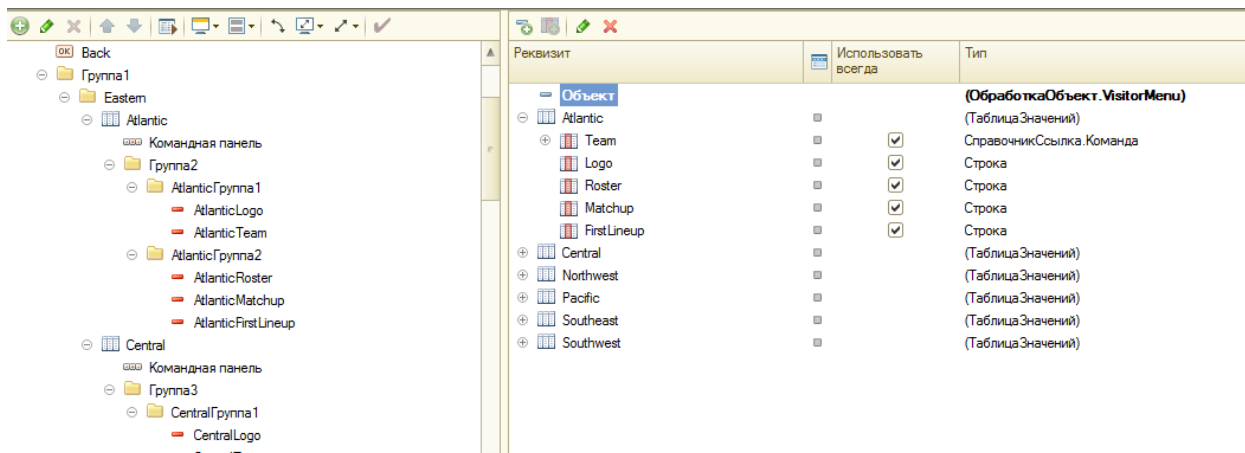 Back
Группа1
Eastern
Atlantic
Командная панель
Группа2
AtlanticГруппа1
AtlanticLogo
AtlanticTeam
AtlanticГруппа2
AtlanticRoster
AtlanticMatchup
AtlanticFirstLineup
Central
Командная панель
Группа3
CentralГруппа1
CentralLogo
Реквизит Использовать всегда Тип
Объект (ОбработкаОбъект.VisitorMenu)
Atlantic (ТаблицаЗначений)
Team СправочникСсылка.Команда
Logo Строка
Roster Строка
Matchup Строка
FirstLineup Строка
Central (ТаблицаЗначений)
Northwest (ТаблицаЗначений)
Pacific (ТаблицаЗначений)
Southeast (ТаблицаЗначений)
Southwest (ТаблицаЗначений)